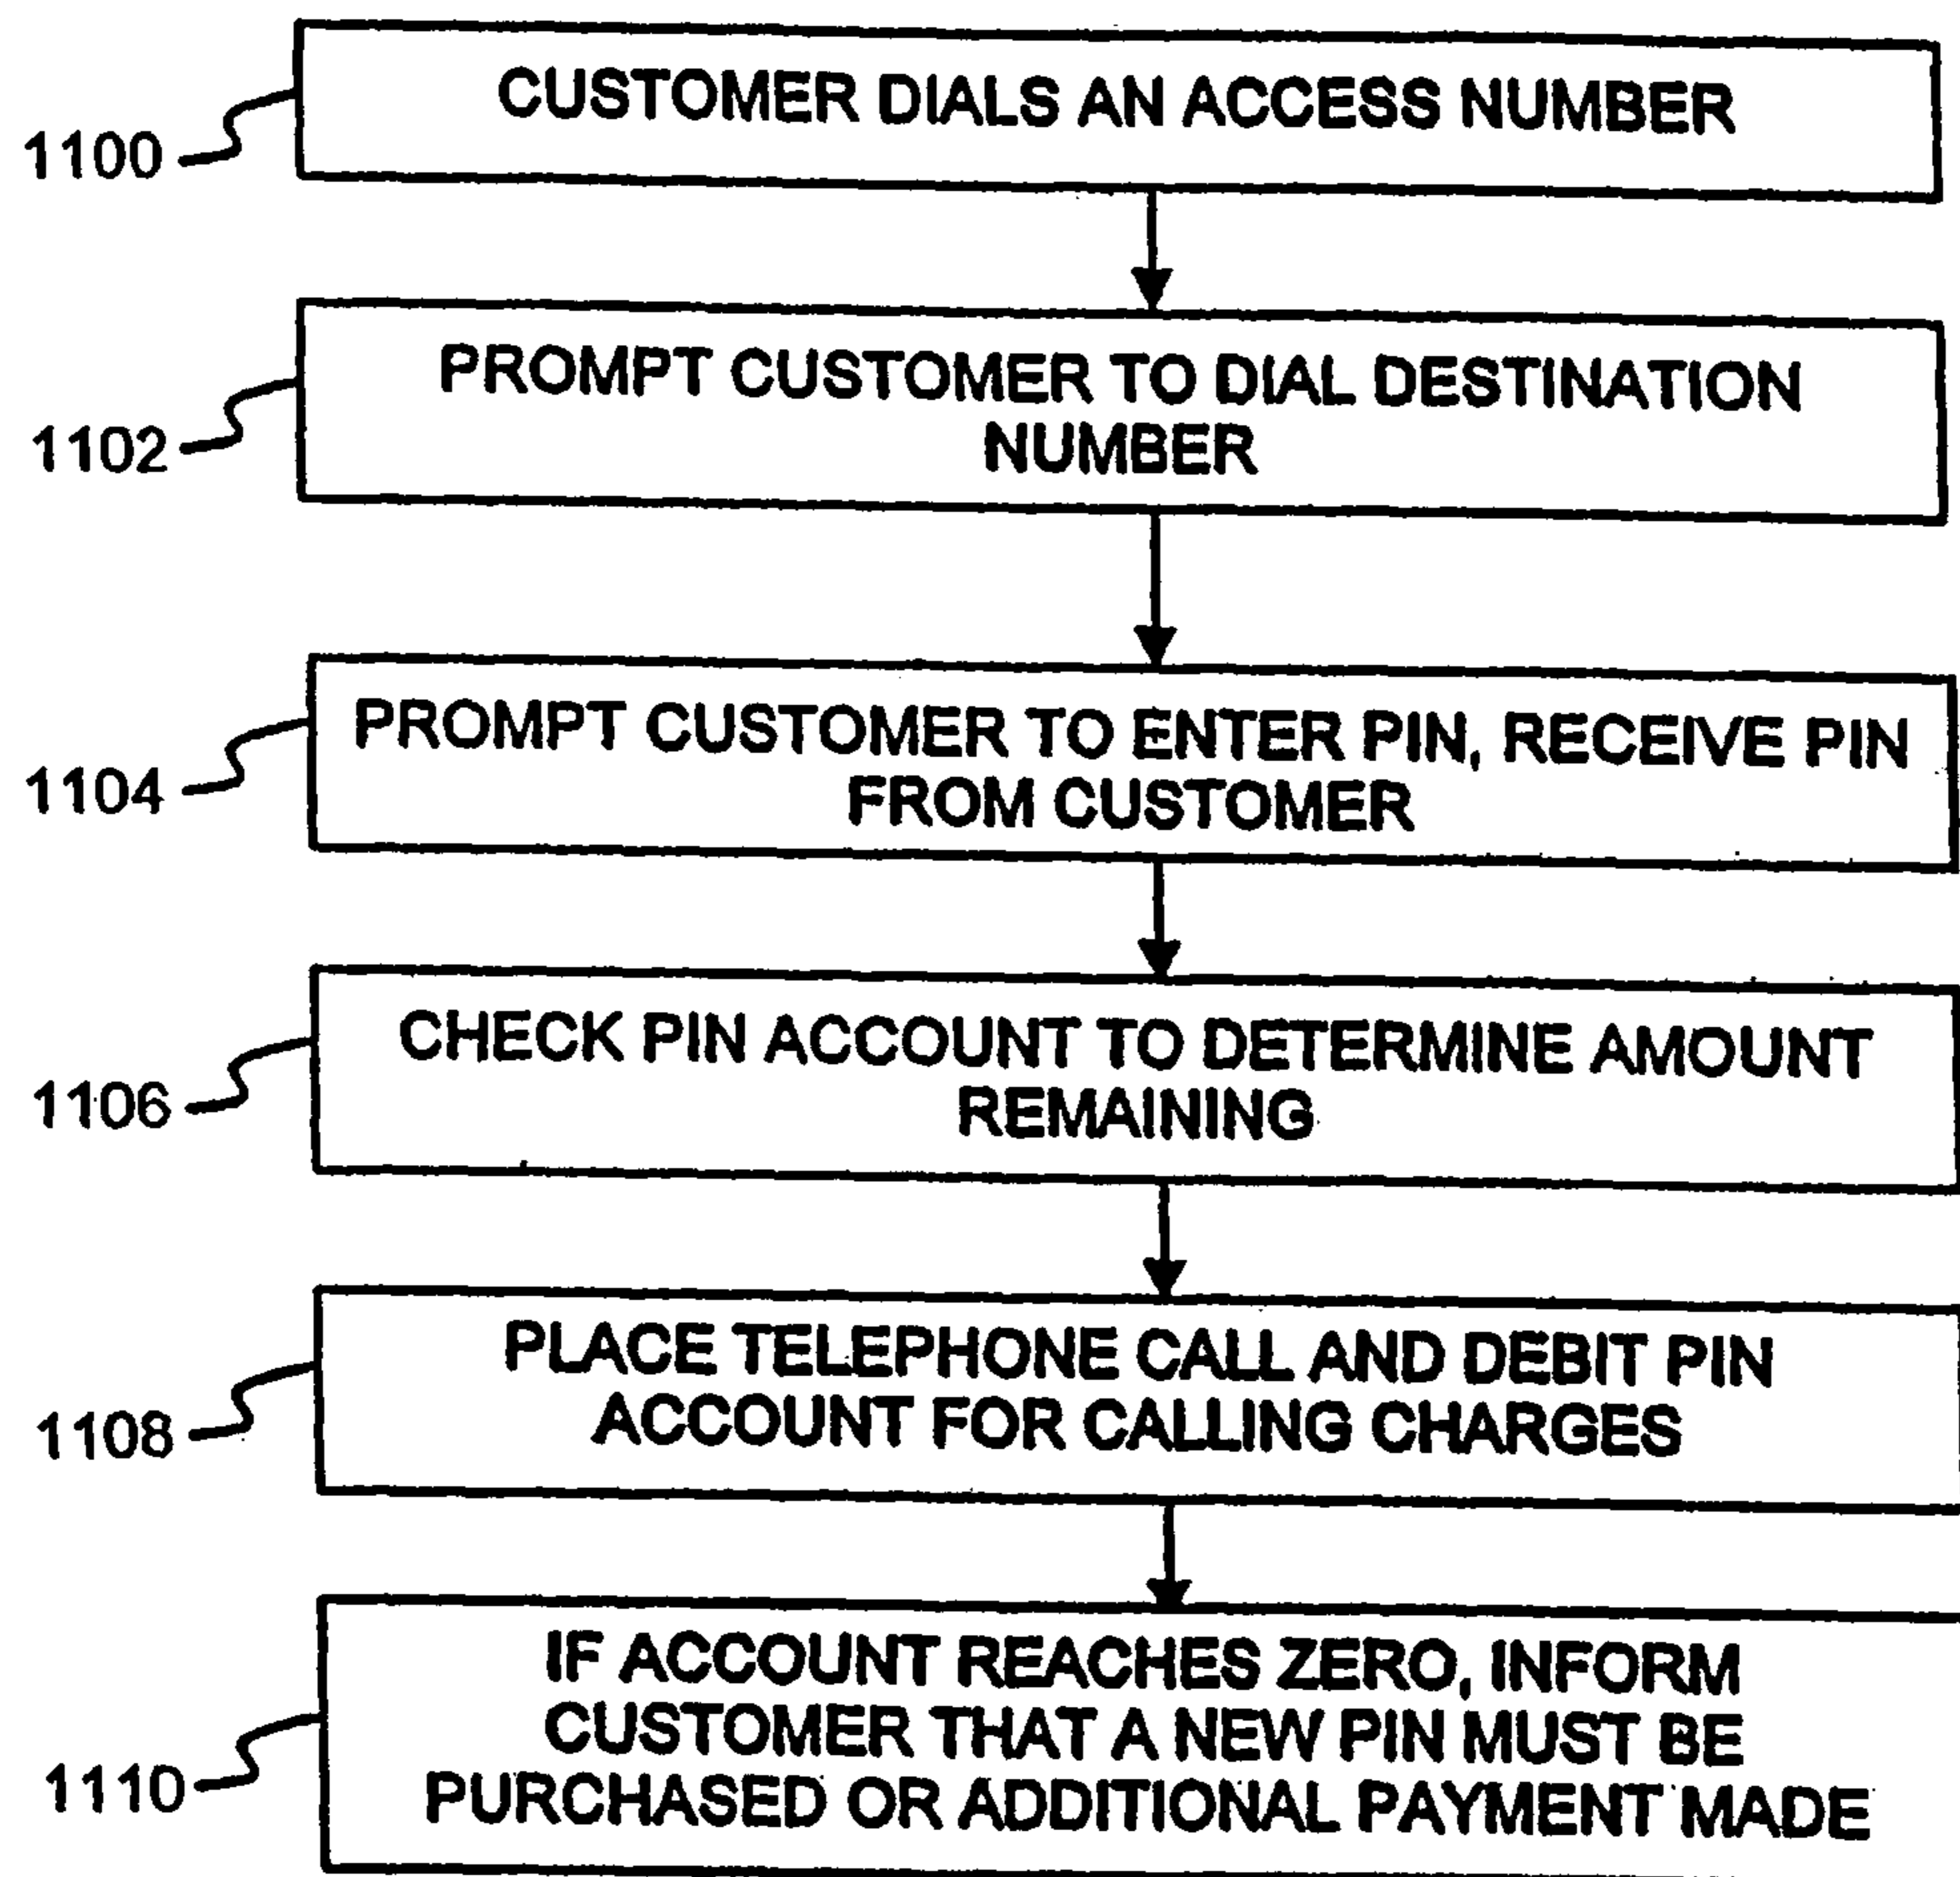 CUSTOMER DIALS AN ACCESS NUMBER
1100
PROMPT CUSTOMER TO DIAL DESTINATION
NUMBER
1102
PROMPT CUSTOMER TO ENTER PIN, RECEIVE PIN
FROM CUSTOMER
1104
CHECK PIN ACCOUNT TO DETERMINE AMOUNT
REMAINING
1106
PLACE TELEPHONE CALL AND DEBIT PIN
ACCOUNT FOR CALLING CHARGES
1108
IF ACCOUNT REACHES ZERO, INFORM
CUSTOMER THAT A NEW PIN MUST BE
PURCHASED OR ADDITIONAL PAYMENT MADE
1110